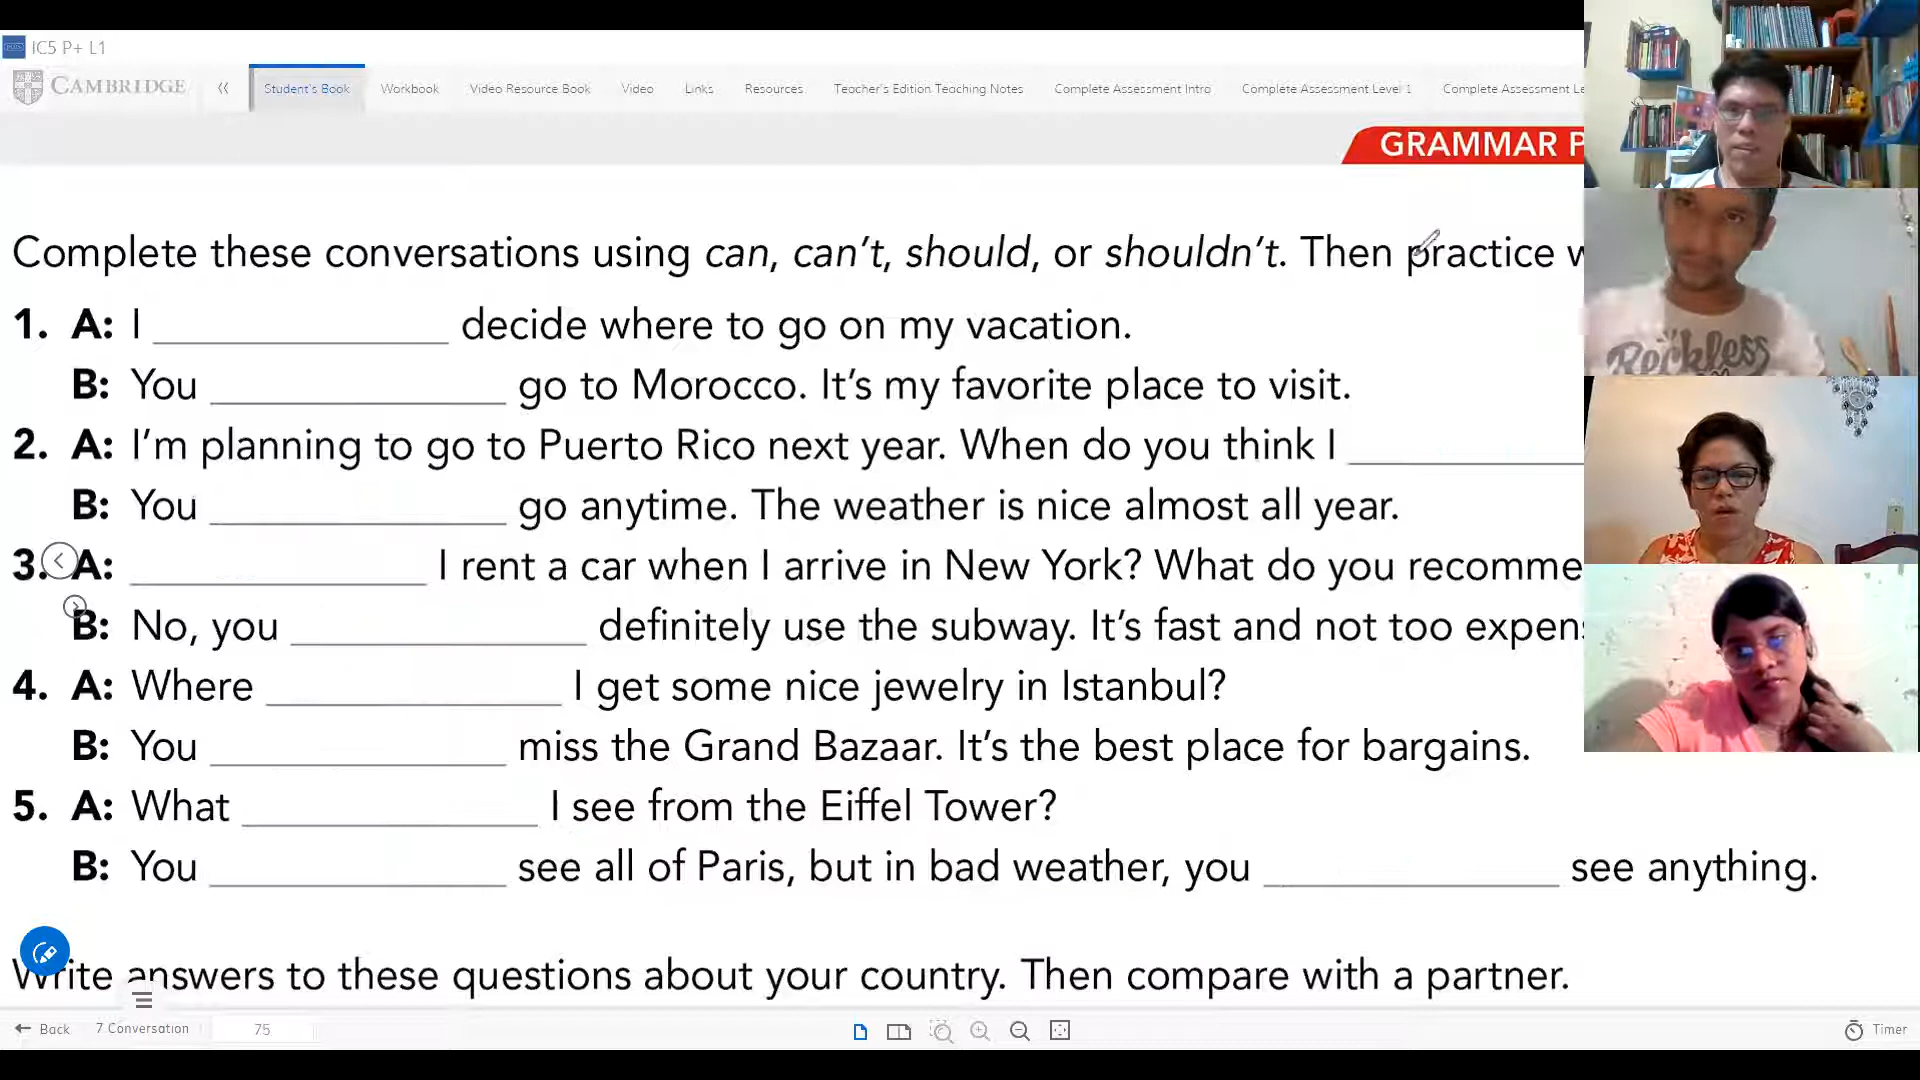 IC5 P+ L1
CAMBRIDGE
Student's Book Workbook Video Resource Book Video Links Resources Teacher's Edition Teaching Notes Complete Assessment Intro Complete Assessment Level 1 Complete Assessment
GRAMMAR
Complete these conversations using can, can't, should, or shouldn't. Then practice
1. A: I ______ decide where to go on my vacation.
B: You ______ go to Morocco. It's my favorite place to visit.
2. A: I'm planning to go to Puerto Rico next year. When do you think I ______
B: You ______ go anytime. The weather is nice almost all year.
3. A: ______ I rent a car when I arrive in New York? What do you recomme
B: No, you ______ definitely use the subway. It's fast and not too expens
4. A: Where ______ I get some nice jewelry in Istanbul?
B: You ______ miss the Grand Bazaar. It's the best place for bargains.
5. A: What ______ I see from the Eiffel Tower?
B: You ______ see all of Paris, but in bad weather, you ______ see anything.
Write answers to these questions about your country. Then compare with a partner.
Back 7 Conversation 75 Timer
Reckless